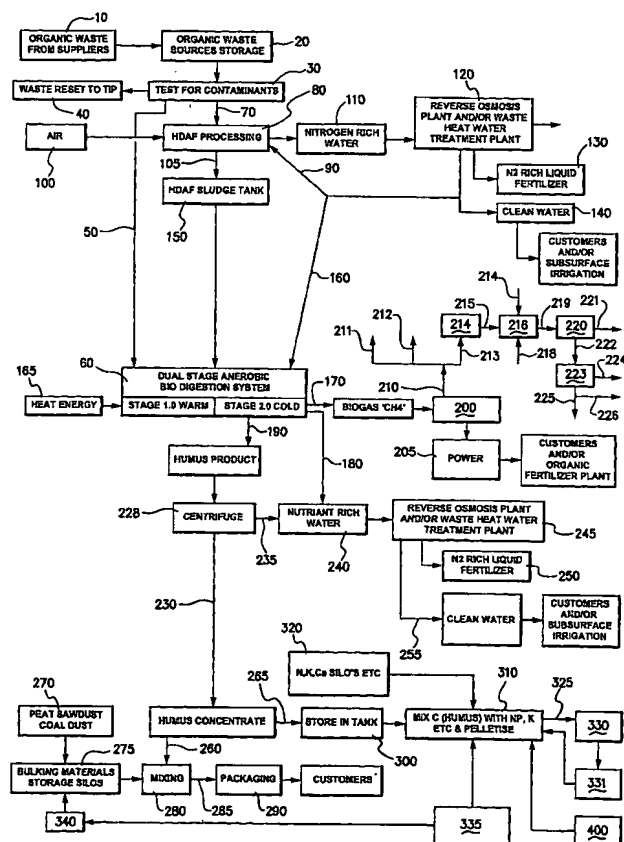 10
ORGANIC WASTE
FROM SUPPLIERS
ORGANIC WASTE
SOURCES STORAGE
20
30
WASTE RESET TO TIP
TEST FOR CONTAMINANTS
40
70
80
110
120
AIR
HDAF PROCESSING
NITROGEN RICH
WATER
REVERSE OSMOSIS
PLANT AND/OR WASTE
HEAT WATER
TREATMENT PLANT
100
105
90
130
HDAF SLUDGE TANK
N2 RICH LIQUID
FERTILIZER
150
140
CLEAN WATER
50
160
CUSTOMERS
AND/OR
SUBSURFACE
IRRIGATION
214
212
215
219
221
211
214
216
220
222
213
218
223
224
60
165
DUAL STAGE ANEROBIC
BIO DIGESTION SYSTEM
170
210
225
226
HEAT ENERGY
STAGE 1.0 WARM
STAGE 2.0 COLD
BIOGAS 'CH4'
200
190
205
POWER
CUSTOMERS
AND/OR
ORGANIC
FERTILIZER PLANT
180
HUMUS PRODUCT
228
CENTRIFUGE
NUTRIANT RICH
WATER
REVERSE OSMOSIS PLANT
AND/OR WASTE HEAT WATER
TREATMENT PLANT
245
235
240
N2 RICH LIQUID
FERTILIZER
250
230
CLEAN WATER
CUSTOMERS
AND/OR
SUBSURFACE
IRRIGATION
255
320
270
N,K,Ca SILO'S ETC
310
265
325
PEAT SAWDUST
COAL DUST
HUMUS CONCENTRATE
STORE IN TANK
MIX C (HUMUS) WITH NP, K
ETC & PELLETISE
330
275
260
300
BULKING MATERIALS
STORAGE SILOS
MIXING
PACKAGING
CUSTOMERS
331
280
285
290
340
335
400